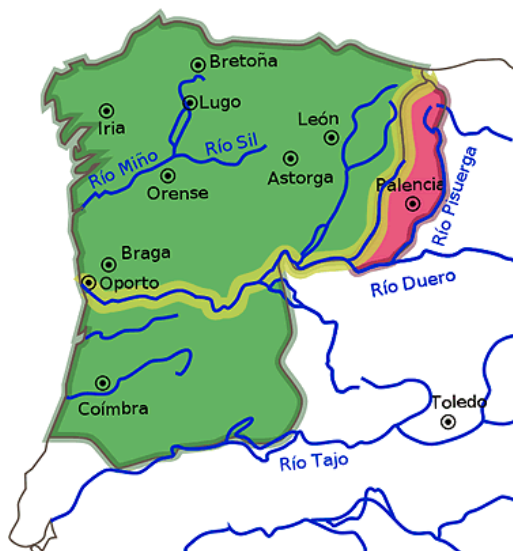 Bretoña
Lugo
Iria
León
Río Sil
Río Miño
Astorga
Orense
Palencia
Río Pisuerga
Braga
Oporto
Río Duero
Coímbra
Toledo
Río Tajo